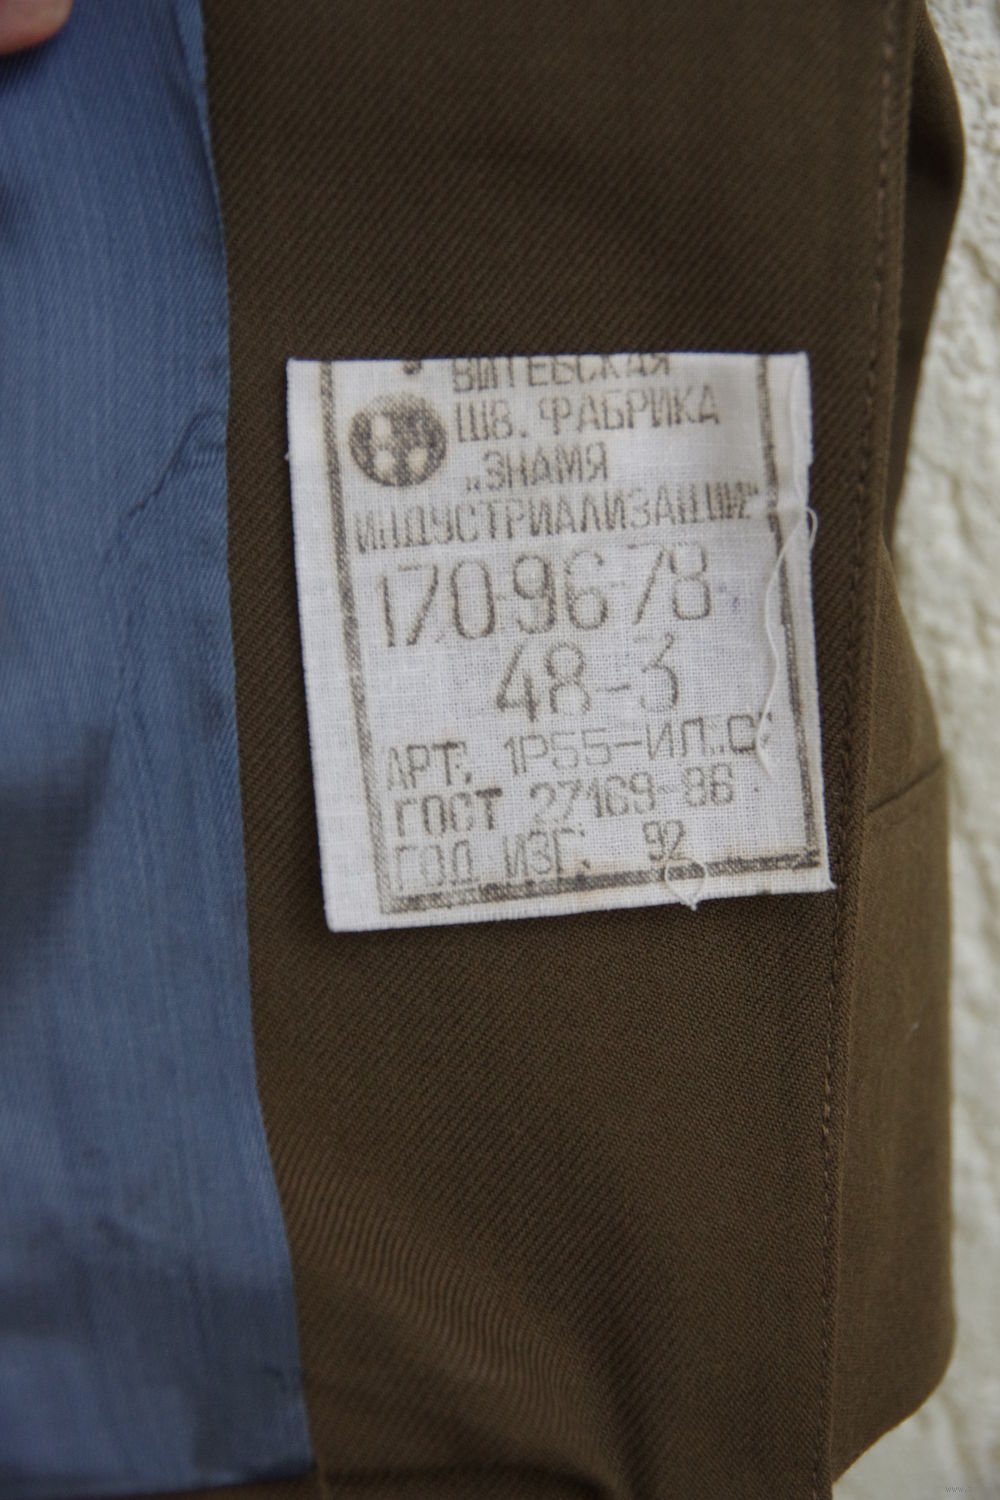 ВИТЕБСКАЯ
ШВ. ФАБРИКА
„ЗНАМЯ
ИНДУСТРИАЛИЗАЦИИ"
170-96-78
48-3
АРТ. 1Р55-ИЛ„С"
ГОСТ 27169-86
ГОД ИЗГ. 92